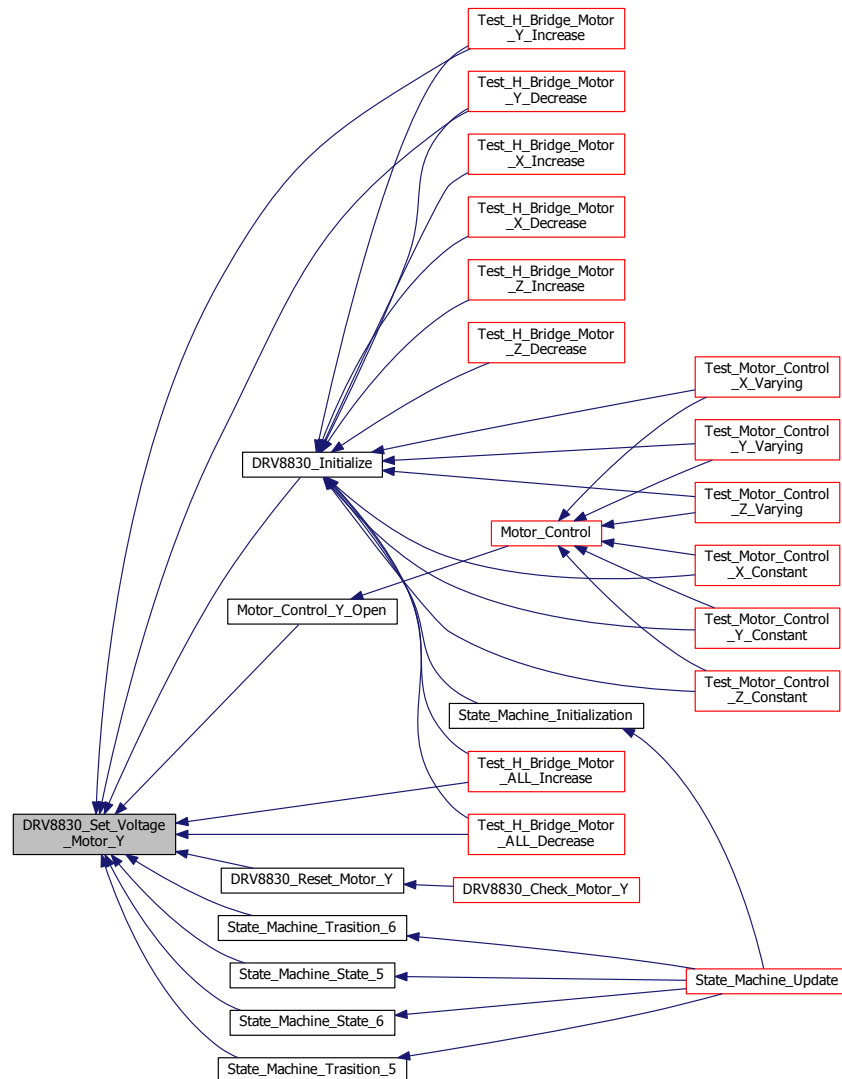 Test_H_Bridge_Motor
_Y_Increase
Test_H_Bridge_Motor
_Y_Decrease
Test_H_Bridge_Motor
_X_Increase
Test_H_Bridge_Motor
_X_Decrease
Test_H_Bridge_Motor
_Z_Increase
Test_H_Bridge_Motor
_Z_Decrease
Test_Motor_Control
_X_Varying
Test_Motor_Control
_Y_Varying
DRV8830_Initialize
Test_Motor_Control
_Z_Varying
Motor_Control
Test_Motor_Control
_X_Constant
Motor_Control_Y_Open
Test_Motor_Control
_Y_Constant
Test_Motor_Control
_Z_Constant
State_Machine_Initialization
Test_H_Bridge_Motor
_ALL_Increase
DRV8830_Set_Voltage
_Motor_Y
Test_H_Bridge_Motor
_ALL_Decrease
DRV8830_Reset_Motor_Y
DRV8830_Check_Motor_Y
State_Machine_Trasition_6
State_Machine_State_5
State_Machine_Update
State_Machine_State_6
State_Machine_Trasition_5